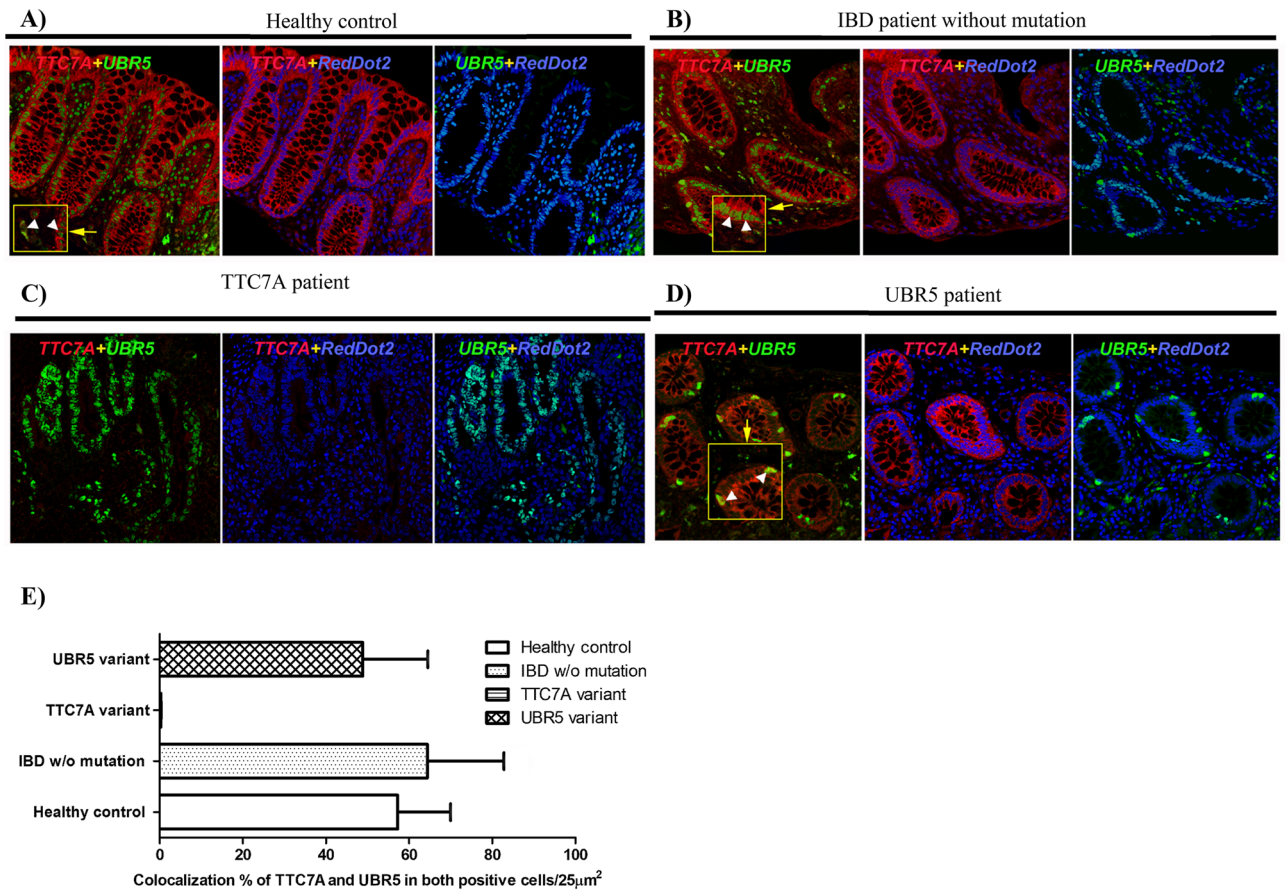 A) Healthy control
B) IBD patient without mutation
TTC7A+UBR5 TTC7A+RedDot2 UBR5+RedDot2
TTC7A+UBR5 TTC7A+RedDot2 UBR5+RedDot2
C) TTC7A patient
D) UBR5 patient
TTC7A+UBR5 TTC7A+RedDot2 UBR5+RedDot2
TTC7A+UBR5 TTC7A+RedDot2 UBR5+RedDot2
E)
UBR5 variant
TTC7A variant
IBD w/o mutation
Healthy control
Healthy control
IBD w/o mutation
TTC7A variant
UBR5 variant
0 20 40 60 80 100
Colocalization % of TTC7A and UBR5 in both positive cells/25µm²